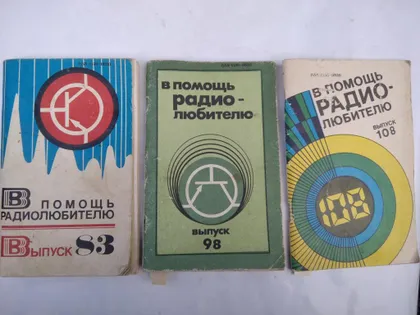 В ПОМОЩЬ
РАДИОЛЮБИТЕЛЮ
ВЫПУСК 83
В ПОМОЩЬ
РАДИО-
ЛЮБИТЕЛЮ
ВЫПУСК
98
В ПОМОЩЬ
РАДИО-
ЛЮБИТЕЛЮ
ВЫПУСК
108
108